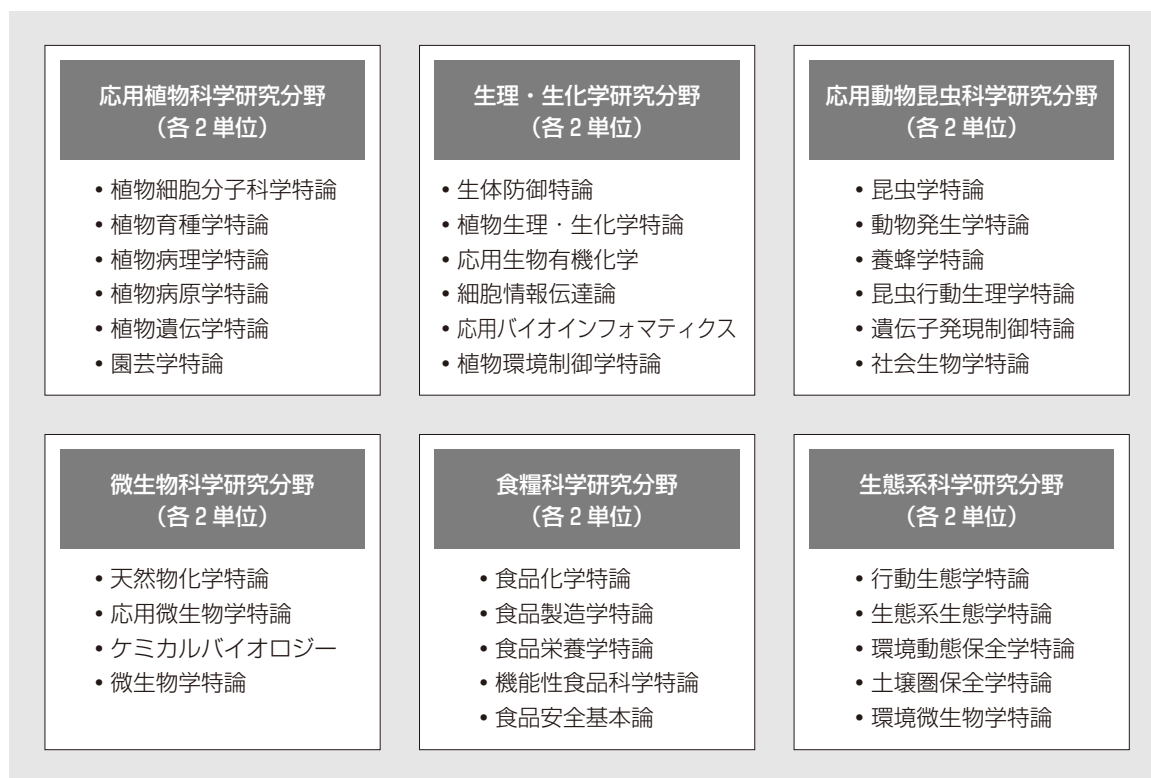 応用植物科学研究分野
（各２単位）
• 植物細胞分子科学特論
• 植物育種学特論
• 植物病理学特論
• 植物病原学特論
• 植物遺伝学特論
• 園芸学特論
生理・生化学研究分野
（各２単位）
• 生体防御特論
• 植物生理・生化学特論
• 応用生物有機化学
• 細胞情報伝達論
• 応用バイオインフォマティクス
• 植物環境制御学特論
応用動物昆虫科学研究分野
（各２単位）
• 昆虫学特論
• 動物発生学特論
• 養蜂学特論
• 昆虫行動生理学特論
• 遺伝子発現制御特論
• 社会生物学特論
微生物科学研究分野
（各２単位）
• 天然物化学特論
• 応用微生物学特論
• ケミカルバイオロジー
• 微生物学特論
食糧科学研究分野
（各２単位）
• 食品化学特論
• 食品製造学特論
• 食品栄養学特論
• 機能性食品科学特論
• 食品安全基本論
生態系科学研究分野
（各２単位）
• 行動生態学特論
• 生態系生態学特論
• 環境動態保全学特論
• 土壌圏保全学特論
• 環境微生物学特論